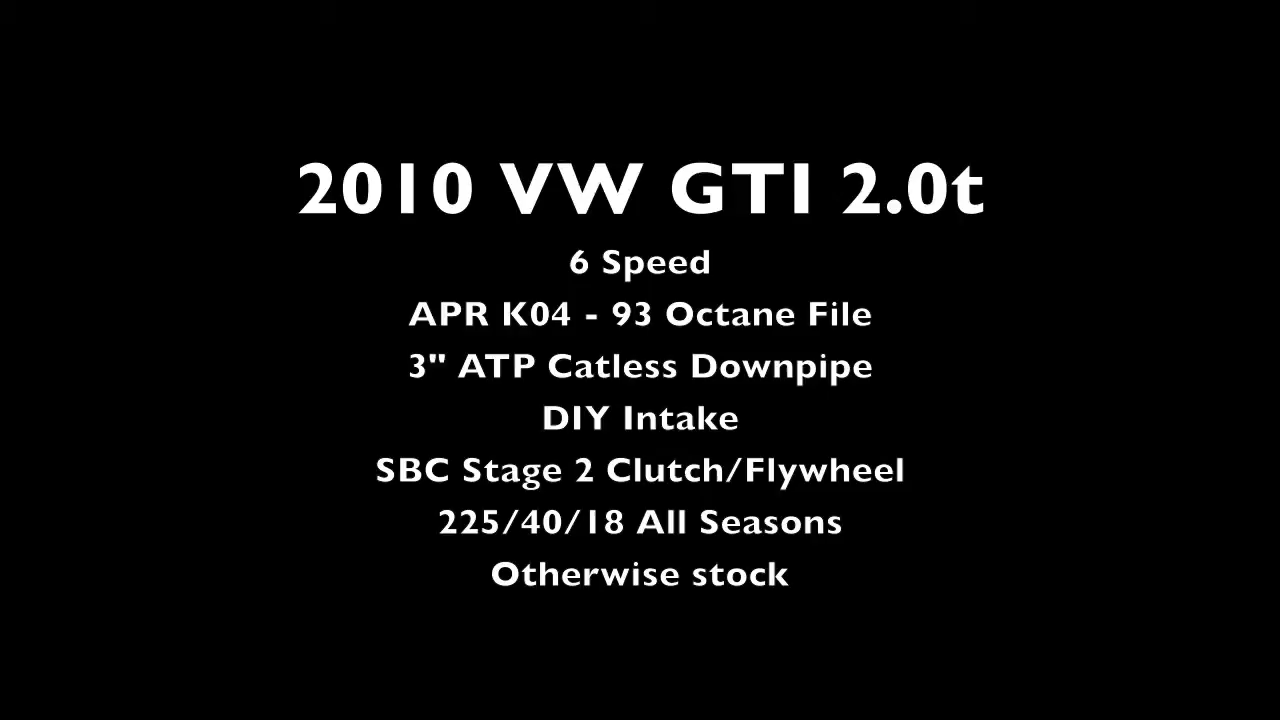 2010 VW GTI 2.0t
6 Speed
APR K04 - 93 Octane File
3" ATP Catless Downpipe
DIY Intake
SBC Stage 2 Clutch/Flywheel
225/40/18 All Seasons
Otherwise stock